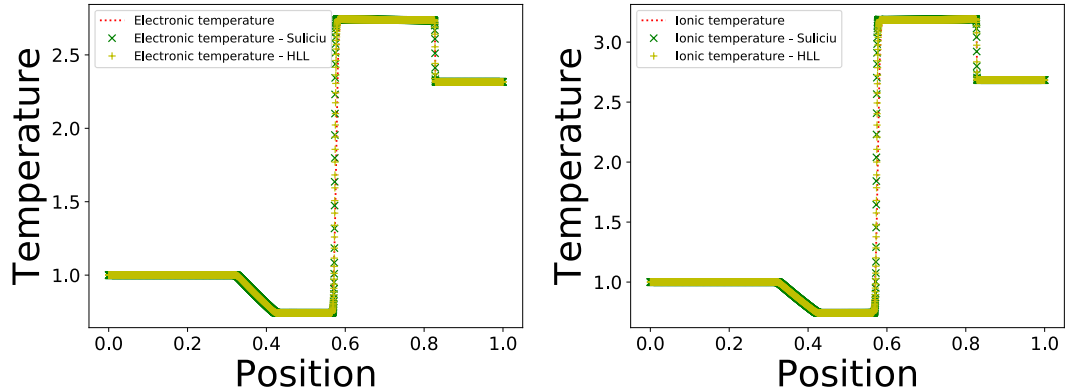 Electronic temperature
Electronic temperature - Suliciu
Electronic temperature - HLL
2.5
2.0
1.5
1.0
Temperature
0.0 0.2 0.4 0.6 0.8 1.0
Position
Ionic temperature
Ionic temperature - Suliciu
Ionic temperature - HLL
3.0
2.5
2.0
1.5
1.0
Temperature
0.0 0.2 0.4 0.6 0.8 1.0
Position